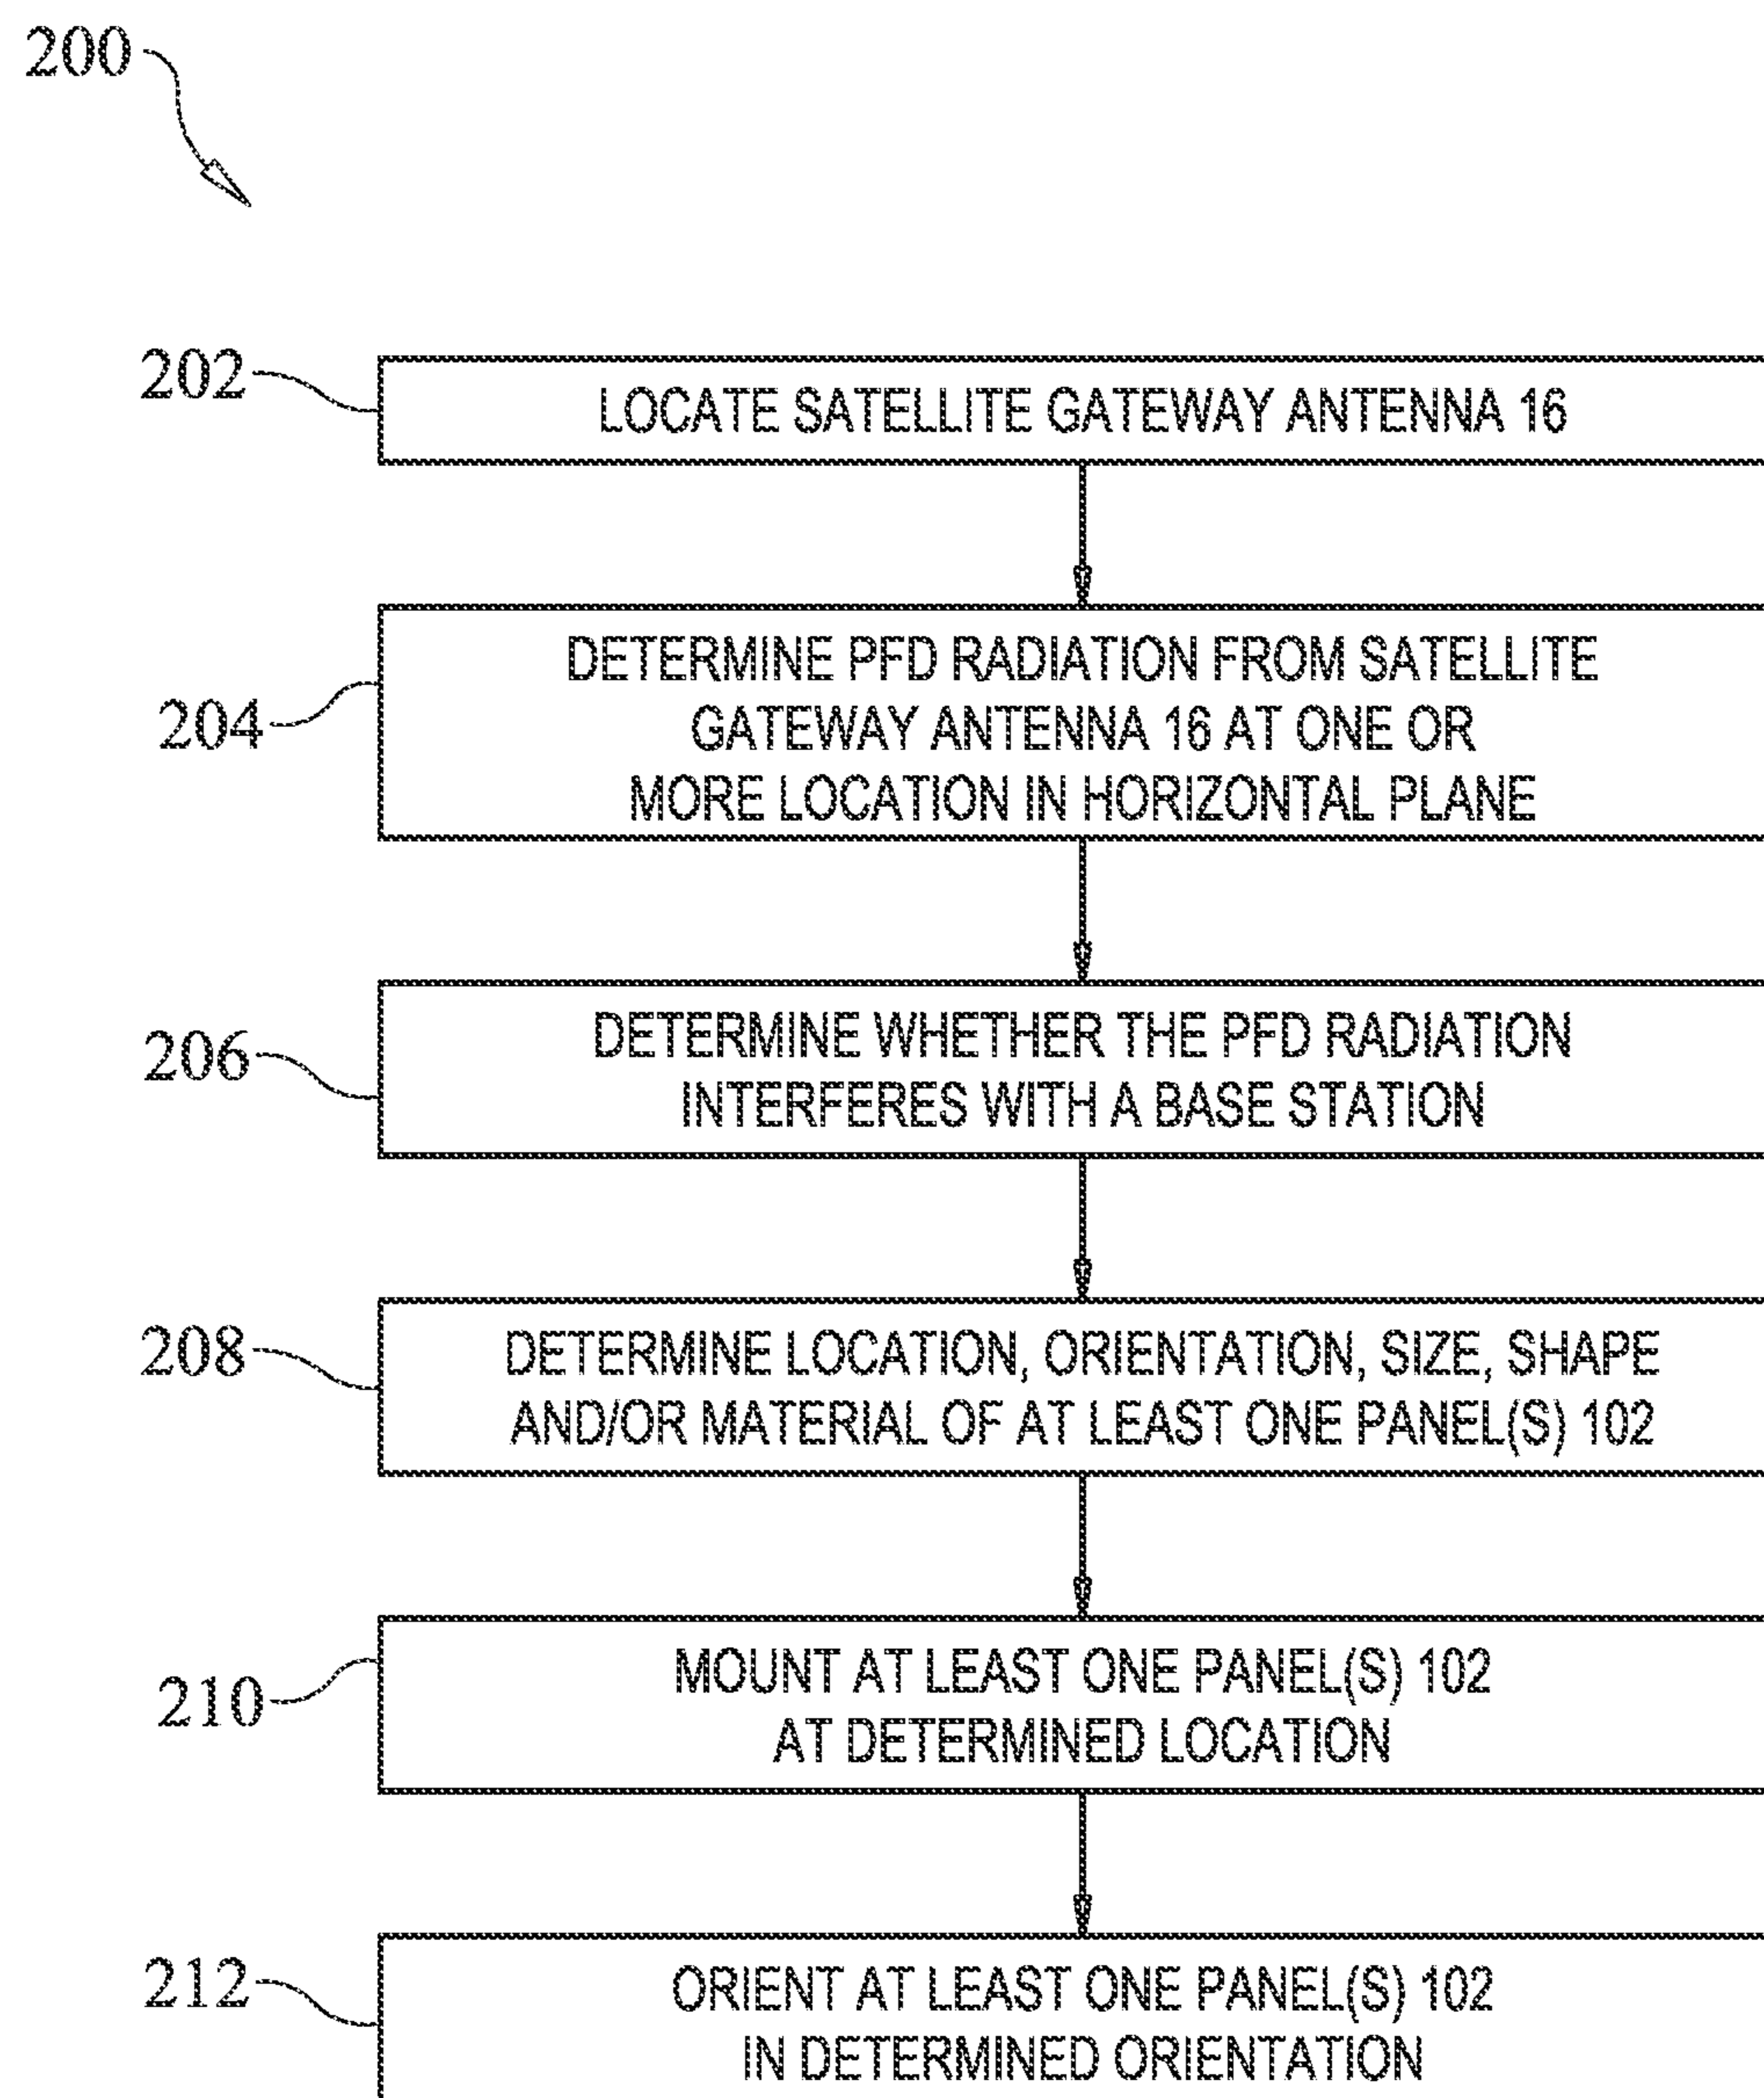 200
202
LOCATE SATELLITE GATEWAY ANTENNA 16
204
DETERMINE PFD RADIATION FROM SATELLITE
GATEWAY ANTENNA 16 AT ONE OR
MORE LOCATION IN HORIZONTAL PLANE
206
DETERMINE WHETHER THE PFD RADIATION
INTERFERES WITH A BASE STATION
208
DETERMINE LOCATION, ORIENTATION, SIZE, SHAPE
AND/OR MATERIAL OF AT LEAST ONE PANEL(S) 102
210
MOUNT AT LEAST ONE PANEL(S) 102
AT DETERMINED LOCATION
212
ORIENT AT LEAST ONE PANEL(S) 102
IN DETERMINED ORIENTATION